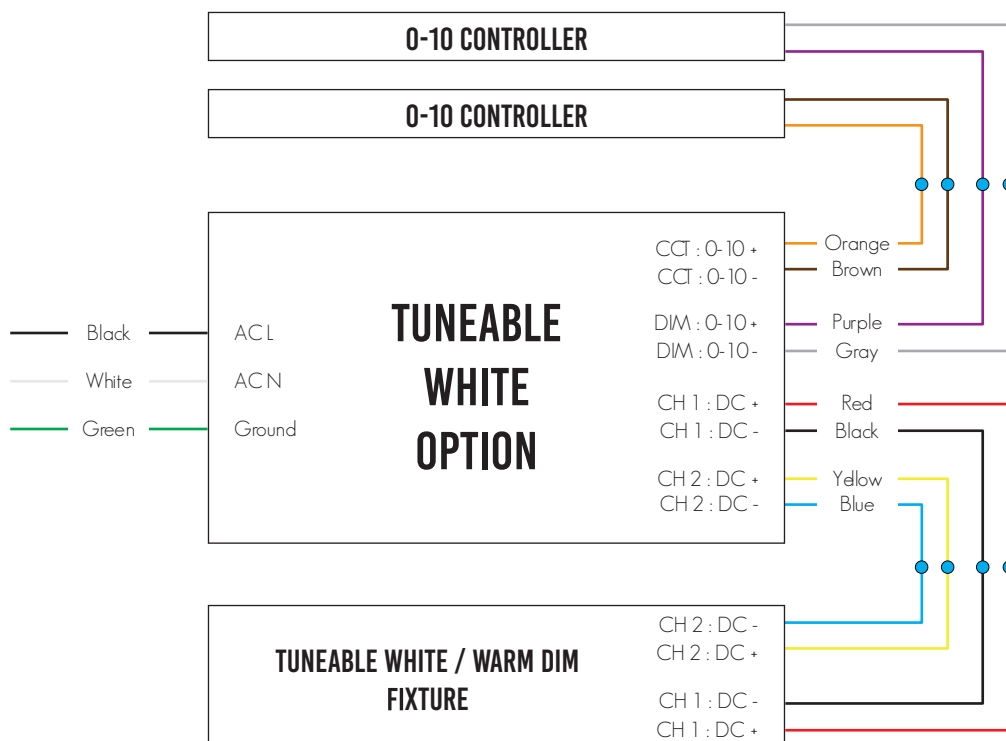 0-10 CONTROLLER
0-10 CONTROLLER
CCT : 0-10 +
Orange
CCT : 0-10 -
Brown
TUNEABLE
WHITE
OPTION
DIM : 0-10 +
Purple
DIM : 0-10 -
Gray
Black
AC L
White
AC N
Green
Ground
CH 1 : DC +
Red
CH 1 : DC -
Black
CH 2 : DC +
Yellow
CH 2 : DC -
Blue
TUNEABLE WHITE / WARM DIM
FIXTURE
CH 2 : DC -
CH 2 : DC +
CH 1 : DC -
CH 1 : DC +